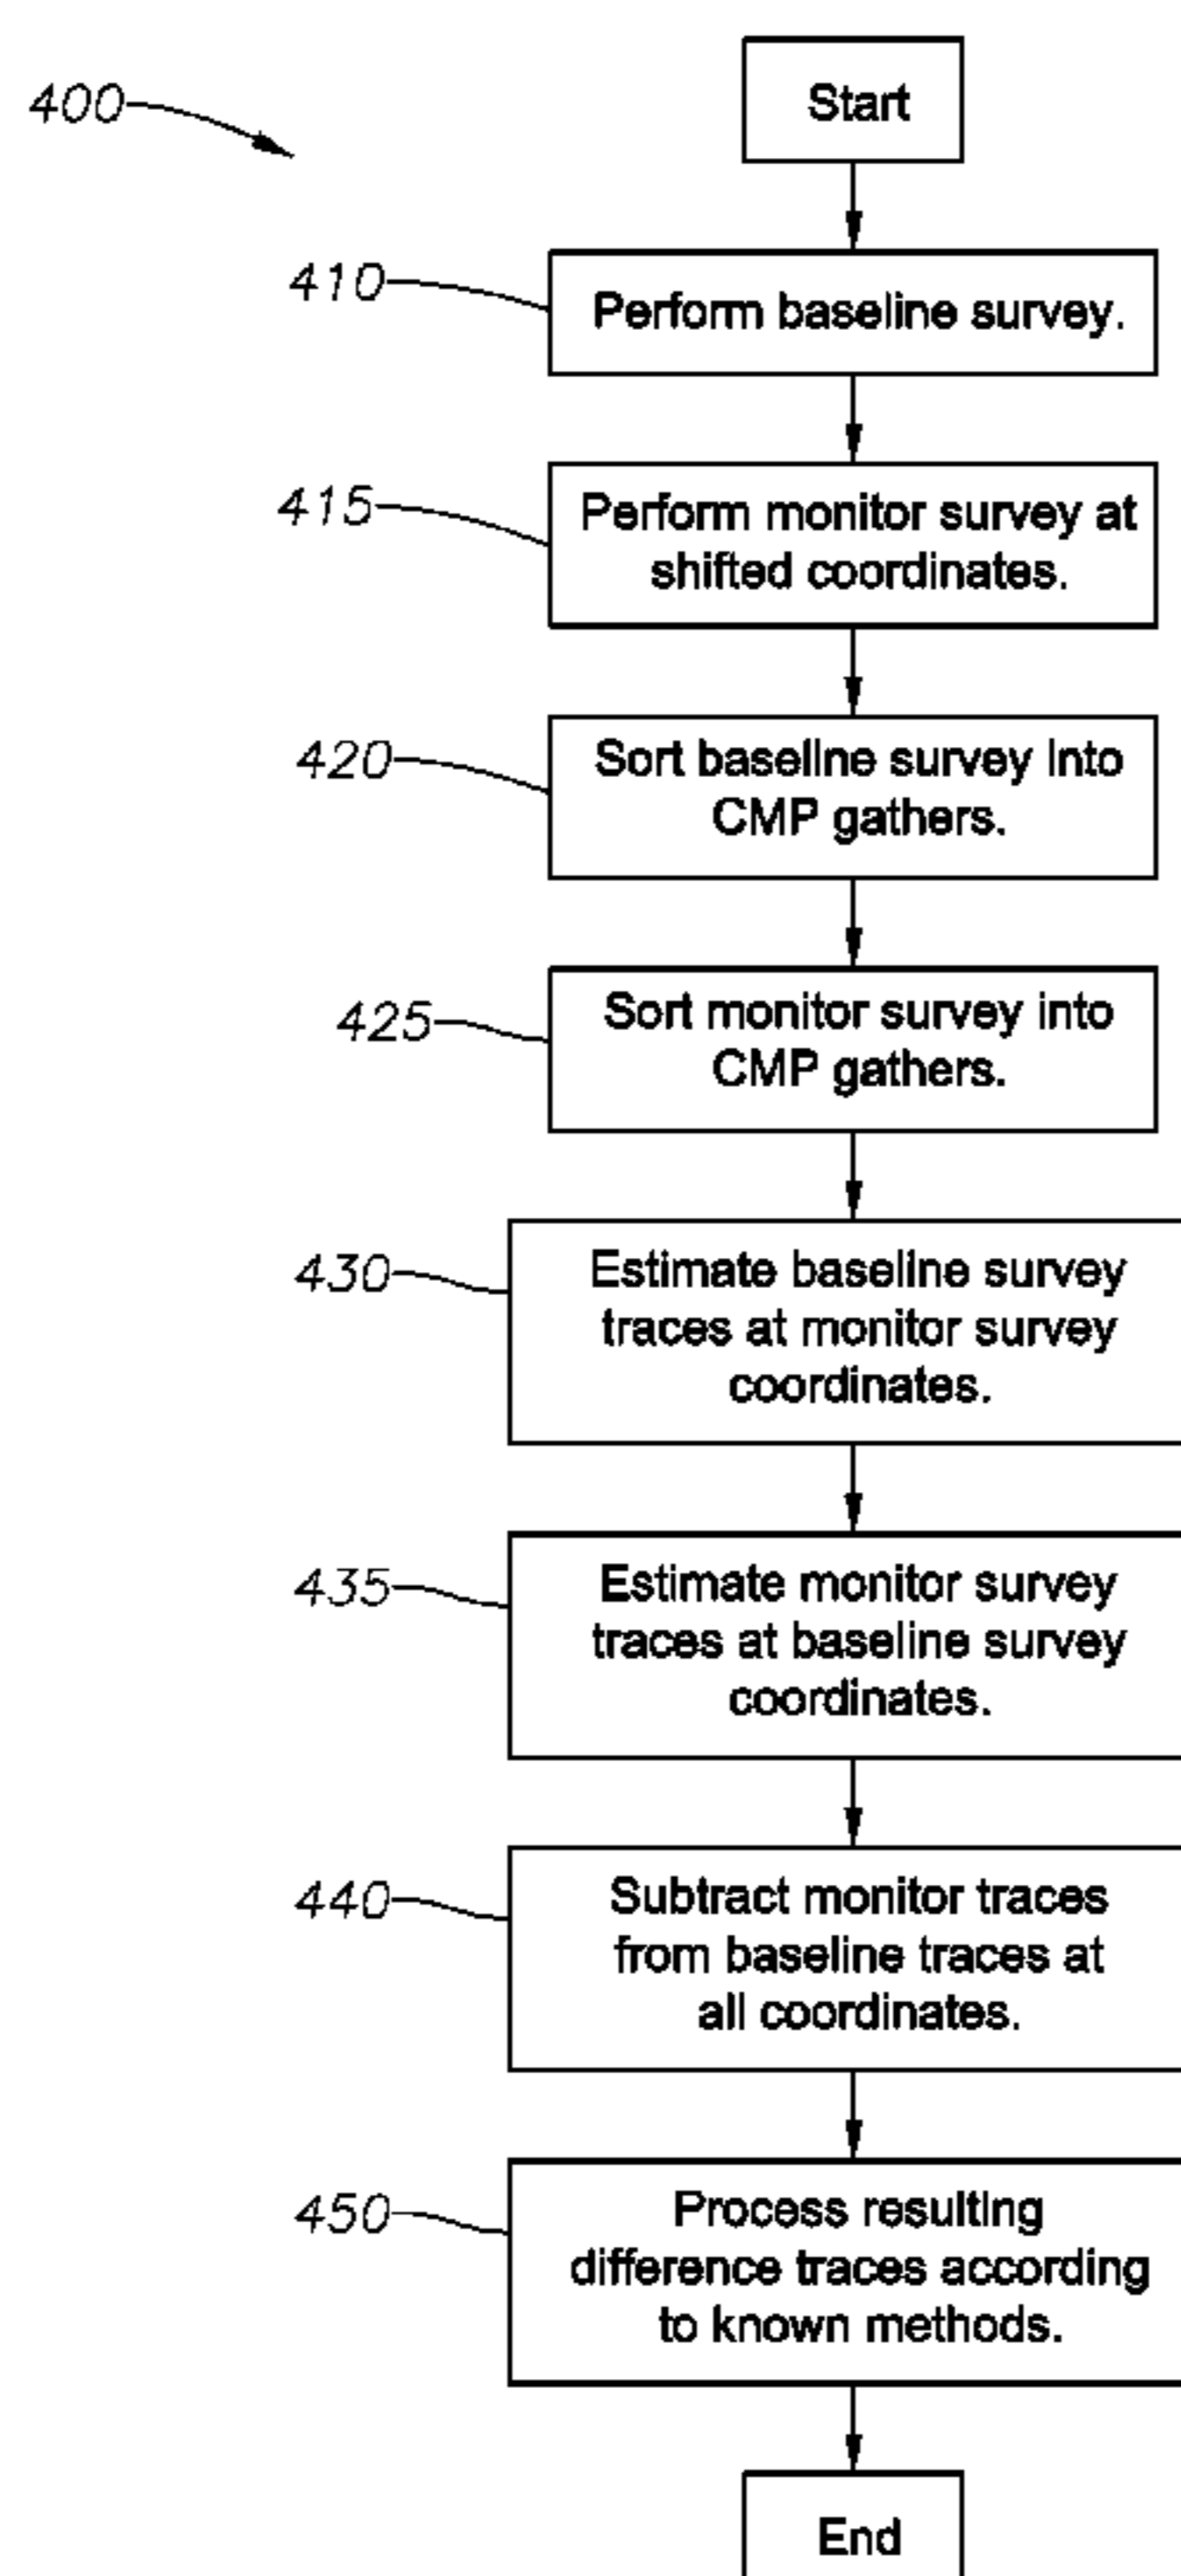 400
Start
410
Perform baseline survey.
415
Perform monitor survey at
shifted coordinates.
420
Sort baseline survey into
CMP gathers.
425
Sort monitor survey into
CMP gathers.
430
Estimate baseline survey
traces at monitor survey
coordinates.
435
Estimate monitor survey
traces at baseline survey
coordinates.
440
Subtract monitor traces
from baseline traces at
all coordinates.
450
Process resulting
difference traces according
to known methods.
End